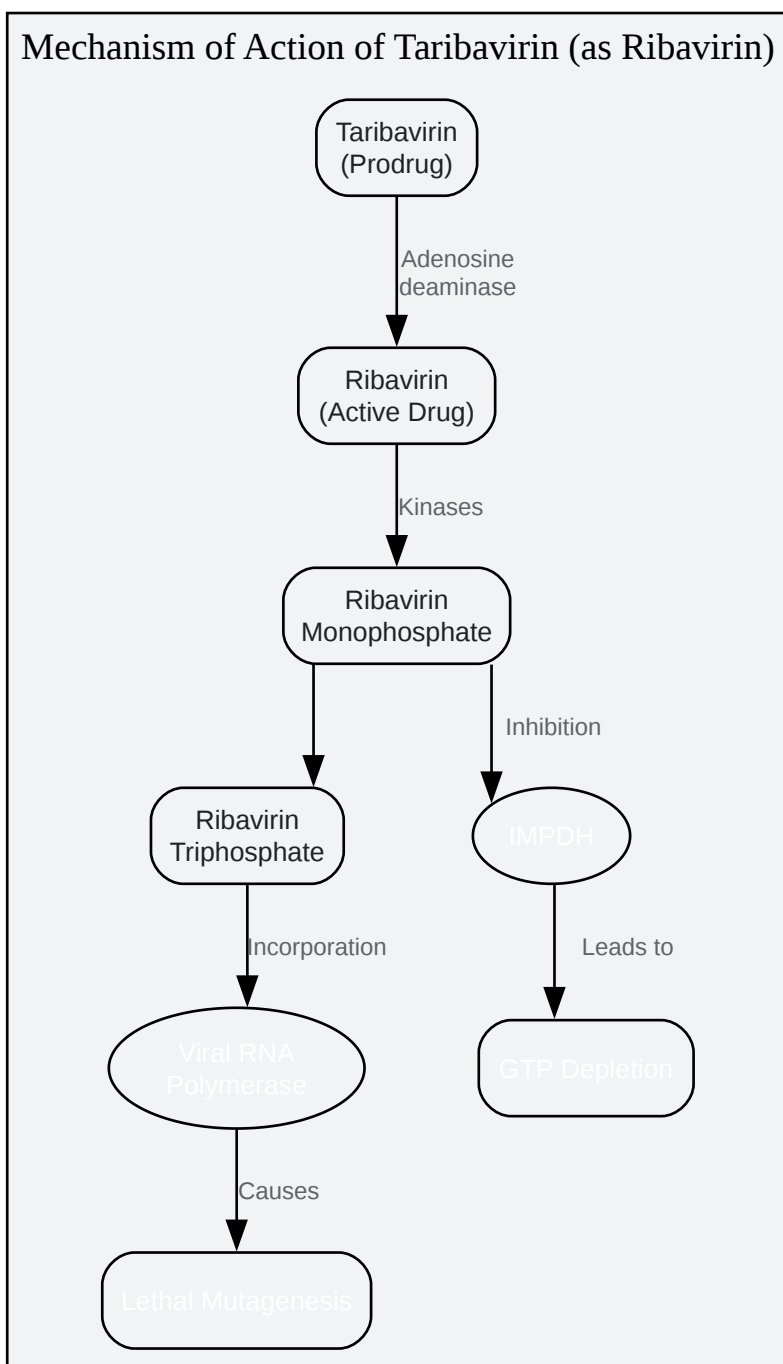 Mechanism of Action of Taribavirin (as Ribavirin)
Taribavirin
(Prodrug)
Adenosine
deaminase
Ribavirin
(Active Drug)
Kinases
Ribavirin
Monophosphate
Inhibition
Ribavirin
Triphosphate
IMPDH
Incorporation
Leads to
Viral RNA
Polymerase
GTP Depletion
Causes
Lethal Mutagenesis